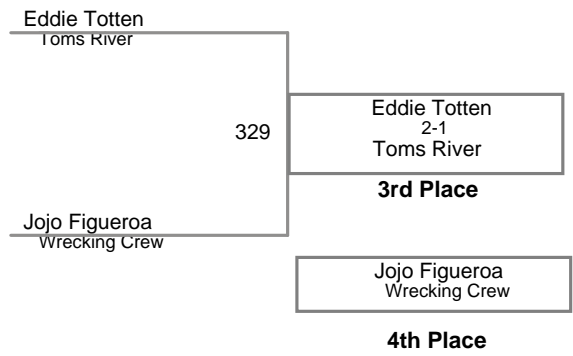 Eddie Totten
Toms River
329
Eddie Totten
2-1
Toms River
3rd Place
Jojo Figueroa
Wrecking Crew
Jojo Figueroa
Wrecking Crew
4th Place